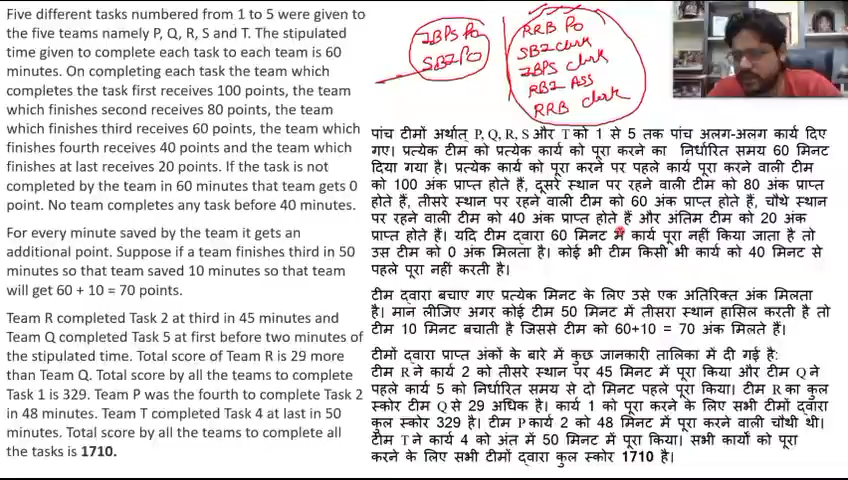 Five different tasks numbered from 1 to 5 were given to
the five teams namely P, Q, R, S and T. The stipulated
time given to complete each task to each team is 60
minutes. On completing each task the team which
completes the task first receives 100 points, the team
which finishes second receives 80 points, the team
which finishes third receives 60 points, the team which
finishes fourth receives 40 points and the team which
finishes at last receives 20 points. If the task is not
completed by the team in 60 minutes that team gets 0
point. No team completes any task before 40 minutes.
For every minute saved by the team it gets an
additional point. Suppose if a team finishes third in 50
minutes so that team saved 10 minutes so that team
will get 60 + 10 = 70 points.
Team R completed Task 2 at third in 45 minutes and
Team Q completed Task 5 at first before two minutes of
the stipulated time. Total score of Team R is 29 more
than Team Q. Total score by all the teams to complete
Task 1 is 329. Team P was the fourth to complete Task 2
in 48 minutes. Team T completed Task 4 at last in 50
minutes. Total score by all the teams to complete all
the tasks is 1710.
IBPS PO
SBI PO
RRB PO
SBI clerk
IBPS clerk
RBI Ass
RRB clerk
पांच टीमों अर्थात् P, Q, R, S और T को 1 से 5 तक पांच अलग-अलग कार्य दिए
गए। प्रत्येक टीम को प्रत्येक कार्य को पूरा करने का निर्धारित समय 60 मिनट
दिया गया है। प्रत्येक कार्य को पूरा करने पर पहले कार्य पूरा करने वाली टीम
को 100 अंक प्राप्त होते हैं, दूसरे स्थान पर रहने वाली टीम को 80 अंक प्राप्त
होते हैं, तीसरे स्थान पर रहने वाली टीम को 60 अंक प्राप्त होते हैं, चौथे स्थान
पर रहने वाली टीम को 40 अंक प्राप्त होते हैं और अंतिम टीम को 20 अंक
प्राप्त होते हैं। यदि टीम द्वारा 60 मिनट में कार्य पूरा नहीं किया जाता है तो
उस टीम को 0 अंक मिलता है। कोई भी टीम किसी भी कार्य को 40 मिनट से
पहले पूरा नहीं करती है।
टीम द्वारा बचाए गए प्रत्येक मिनट के लिए उसे एक अतिरिक्त अंक मिलता
है। मान लीजिए अगर कोई टीम 50 मिनट में तीसरा स्थान हासिल करती है तो
टीम 10 मिनट बचाती है जिससे टीम को 60+10 = 70 अंक मिलते हैं।
टीमों द्वारा प्राप्त अंकों के बारे में कुछ जानकारी तालिका में दी गई है:
टीम R ने कार्य 2 को तीसरे स्थान पर 45 मिनट में पूरा किया और टीम Q ने
पहले कार्य 5 को निर्धारित समय से दो मिनट पहले पूरा किया। टीम R का कुल
स्कोर टीम Q से 29 अधिक है। कार्य 1 को पूरा करने के लिए सभी टीमों द्वारा
कुल स्कोर 329 है। टीम P कार्य 2 को 48 मिनट में पूरा करने वाली चौथी थी।
टीम T ने कार्य 4 को अंत में 50 मिनट में पूरा किया। सभी कार्यों को पूरा
करने के लिए सभी टीमों द्वारा कुल स्कोर 1710 है।